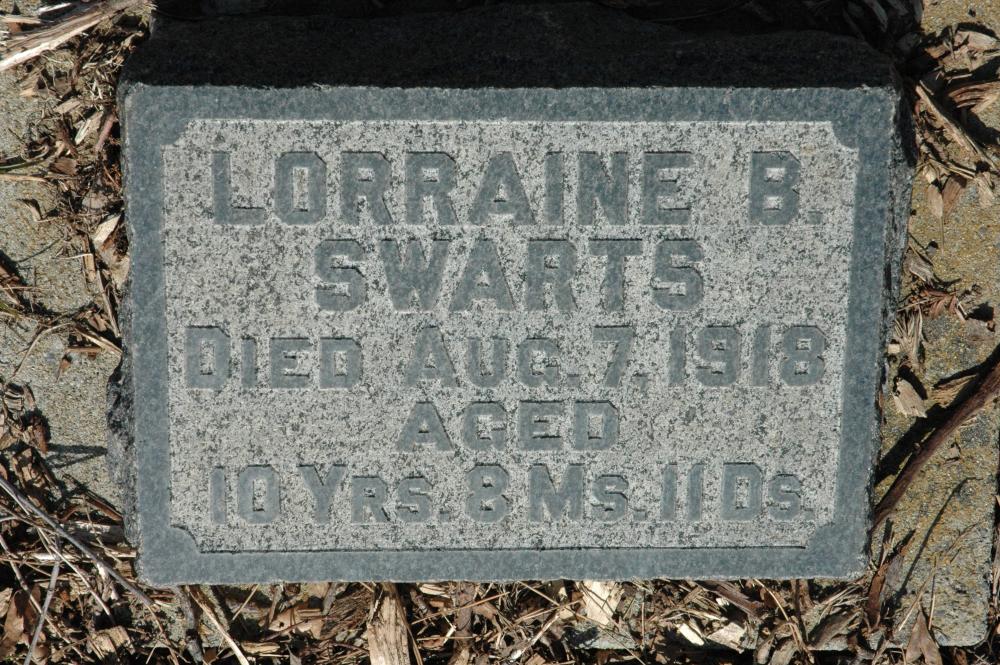 LORRAINE B.
SWARTS
DIED AUG. 7. 1918
AGED
10 YRS. 8 MS. 11 DS.